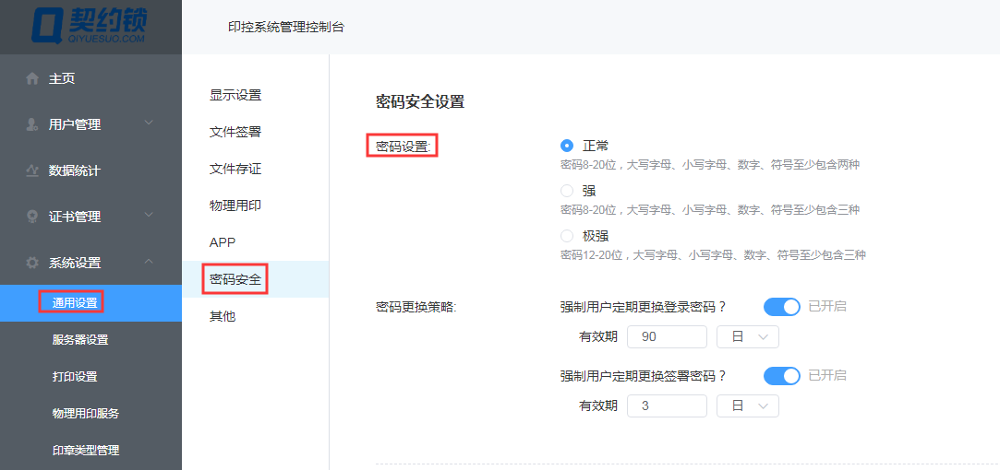 契约锁
QIYUESUO.COM
印控系统管理控制台
主页
用户管理
数据统计
证书管理
系统设置
通用设置
服务器设置
打印设置
物理用印服务
印章类型管理
显示设置
文件签署
文件存证
物理用印
APP
密码安全
其他
密码安全设置
密码设置:
正常
密码8-20位，大写字母、小写字母、数字、符号至少包含两种
强
密码8-20位，大写字母、小写字母、数字、符号至少包含三种
极强
密码12-20位，大写字母、小写字母、数字、符号至少包含三种
密码更换策略:
强制用户定期更换登录密码？ 已开启
有效期 90 日
强制用户定期更换签署密码？ 已开启
有效期 3 日